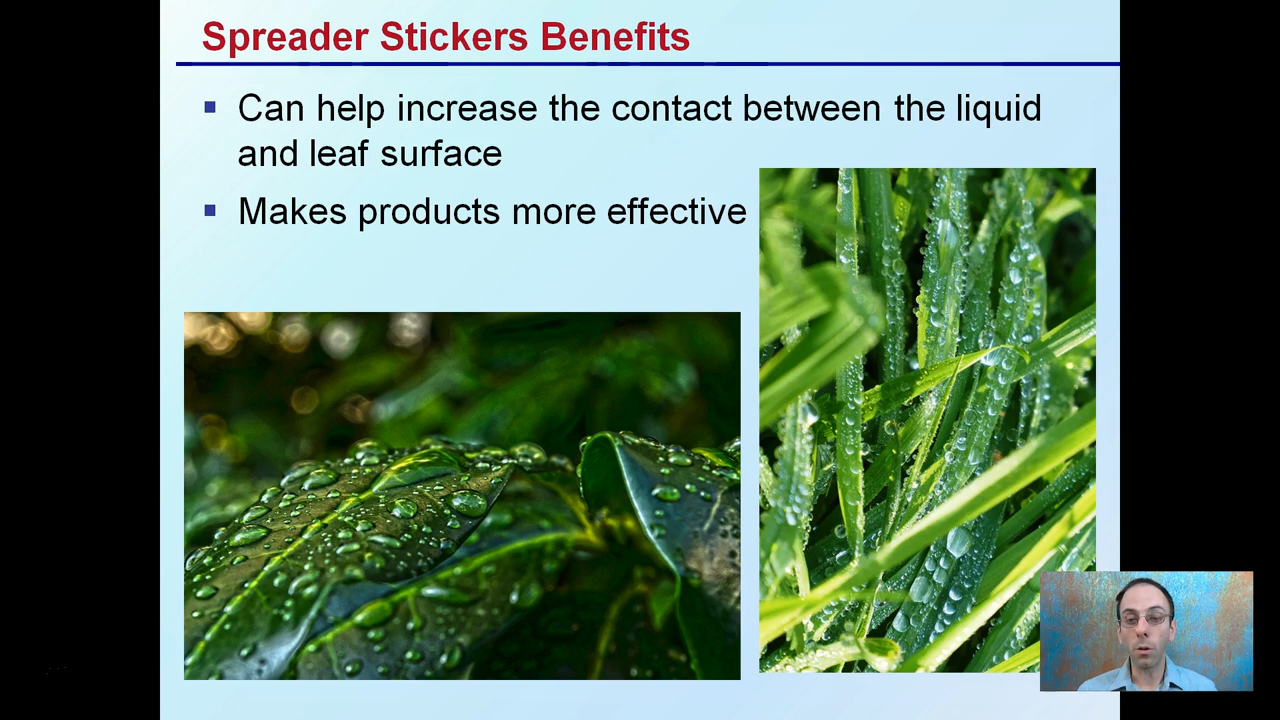 Spreader Stickers Benefits
Can help increase the contact between the liquid
and leaf surface
Makes products more effective